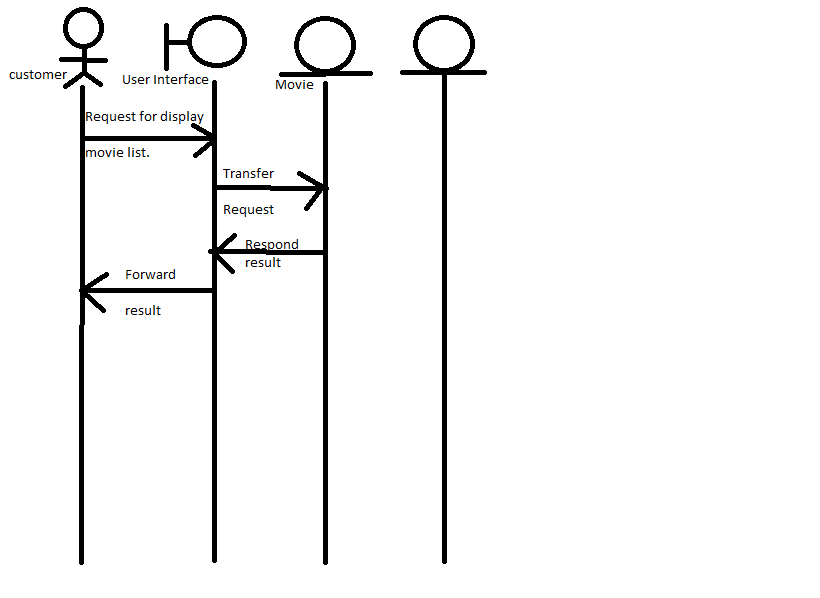 customer
User Interface
Movie
Request for display
movie list.
Transfer
Request
Respond
result
Forward
result